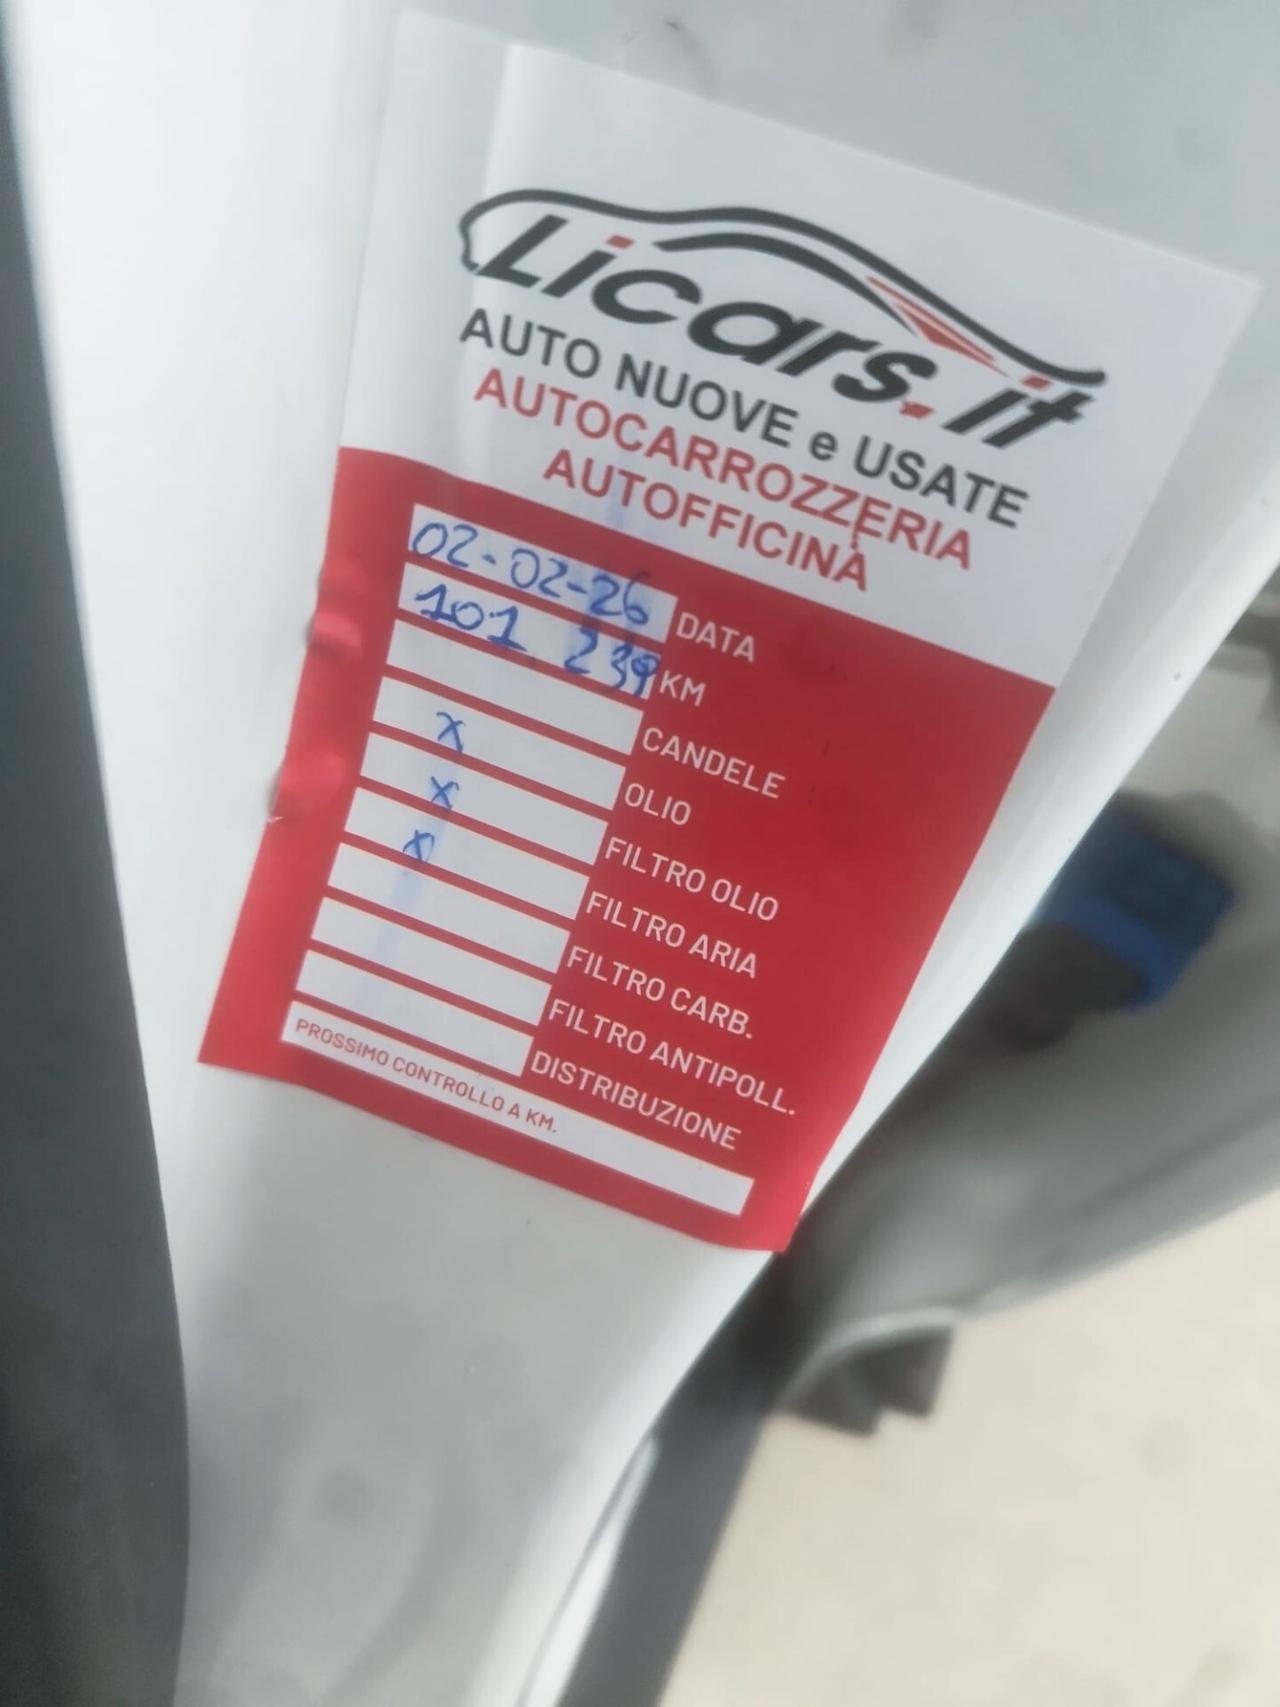 Licars.it
AUTO NUOVE e USATE
AUTOCARROZZERIA
AUTOFFICINA
02-02-26 DATA
101 239 KM
CANDELE
x OLIO
x FILTRO OLIO
x FILTRO ARIA
FILTRO CARB.
FILTRO ANTIPOLL.
DISTRIBUZIONE
PROSSIMO CONTROLLO A KM.